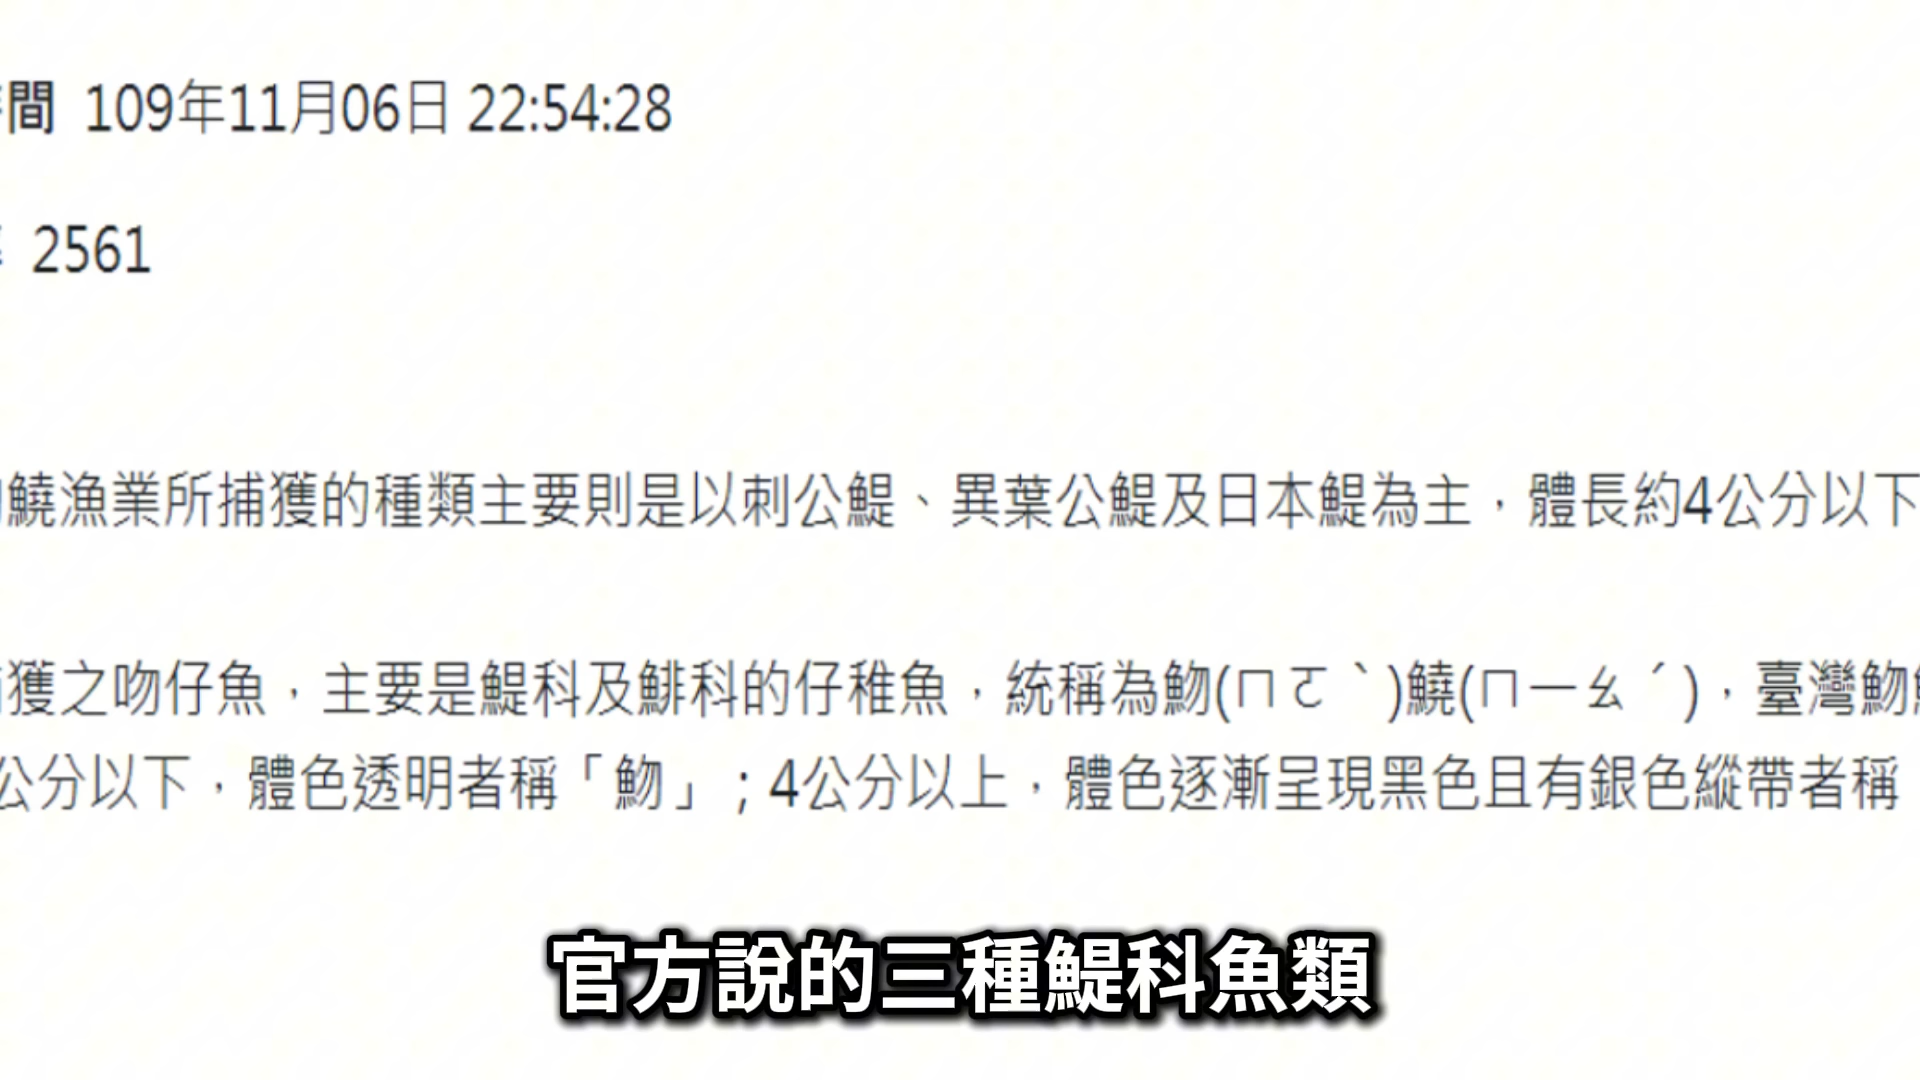 間 109年11月06日 22:54:28
2561
鱙漁業所捕獲的種類主要則是以刺公鯷、異葉公鯷及日本鯷為主，體長約4公分以下
獲之吻仔魚，主要是鯷科及鯡科的仔稚魚，統稱為魩(ㄇㄛˋ)鱙(ㄇㄧㄠˊ)，臺灣魩
公分以下，體色透明者稱「魩」；4公分以上，體色逐漸呈現黑色且有銀色縱帶者稱
官方說的三種鯷科魚類